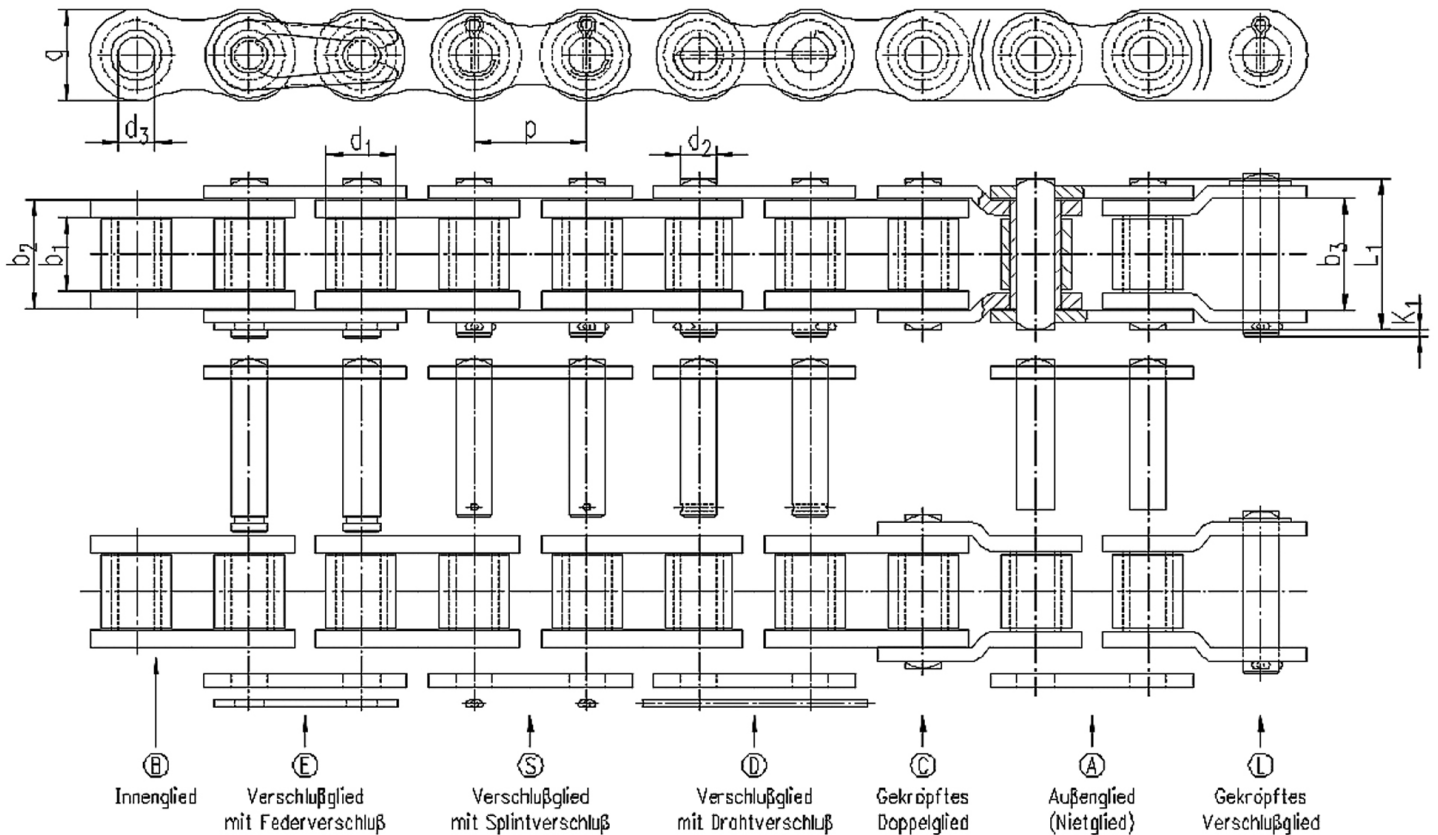 g
d3
d1
p
d2
b2
b1
b3
L1
K1
B
Innenglied
E
Verschlußglied
mit Federverschluß
S
Verschlußglied
mit Splintverschluß
D
Verschlußglied
mit Drahtverschluß
C
Gekröpftes
Doppelglied
A
Außenglied
(Nietglied)
L
Gekröpftes
Verschlußglied